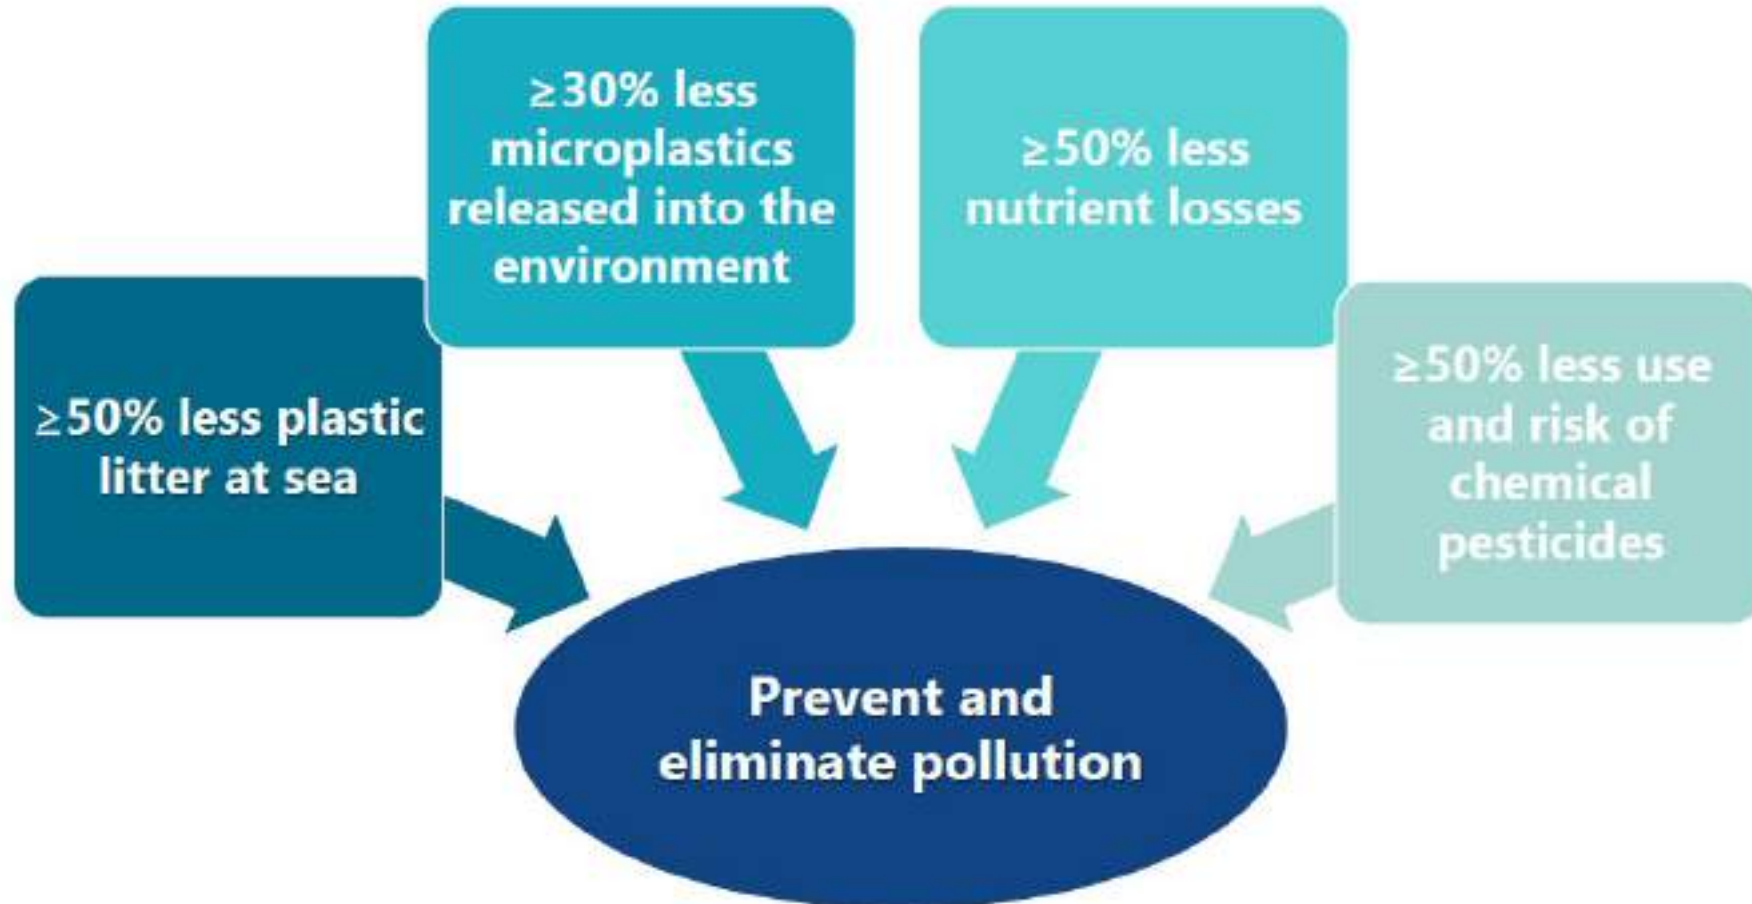 ≥30% less
microplastics
released into the
environment
≥50% less
nutrient losses
≥50% less plastic
litter at sea
≥50% less use
and risk of
chemical
pesticides
Prevent and
eliminate pollution